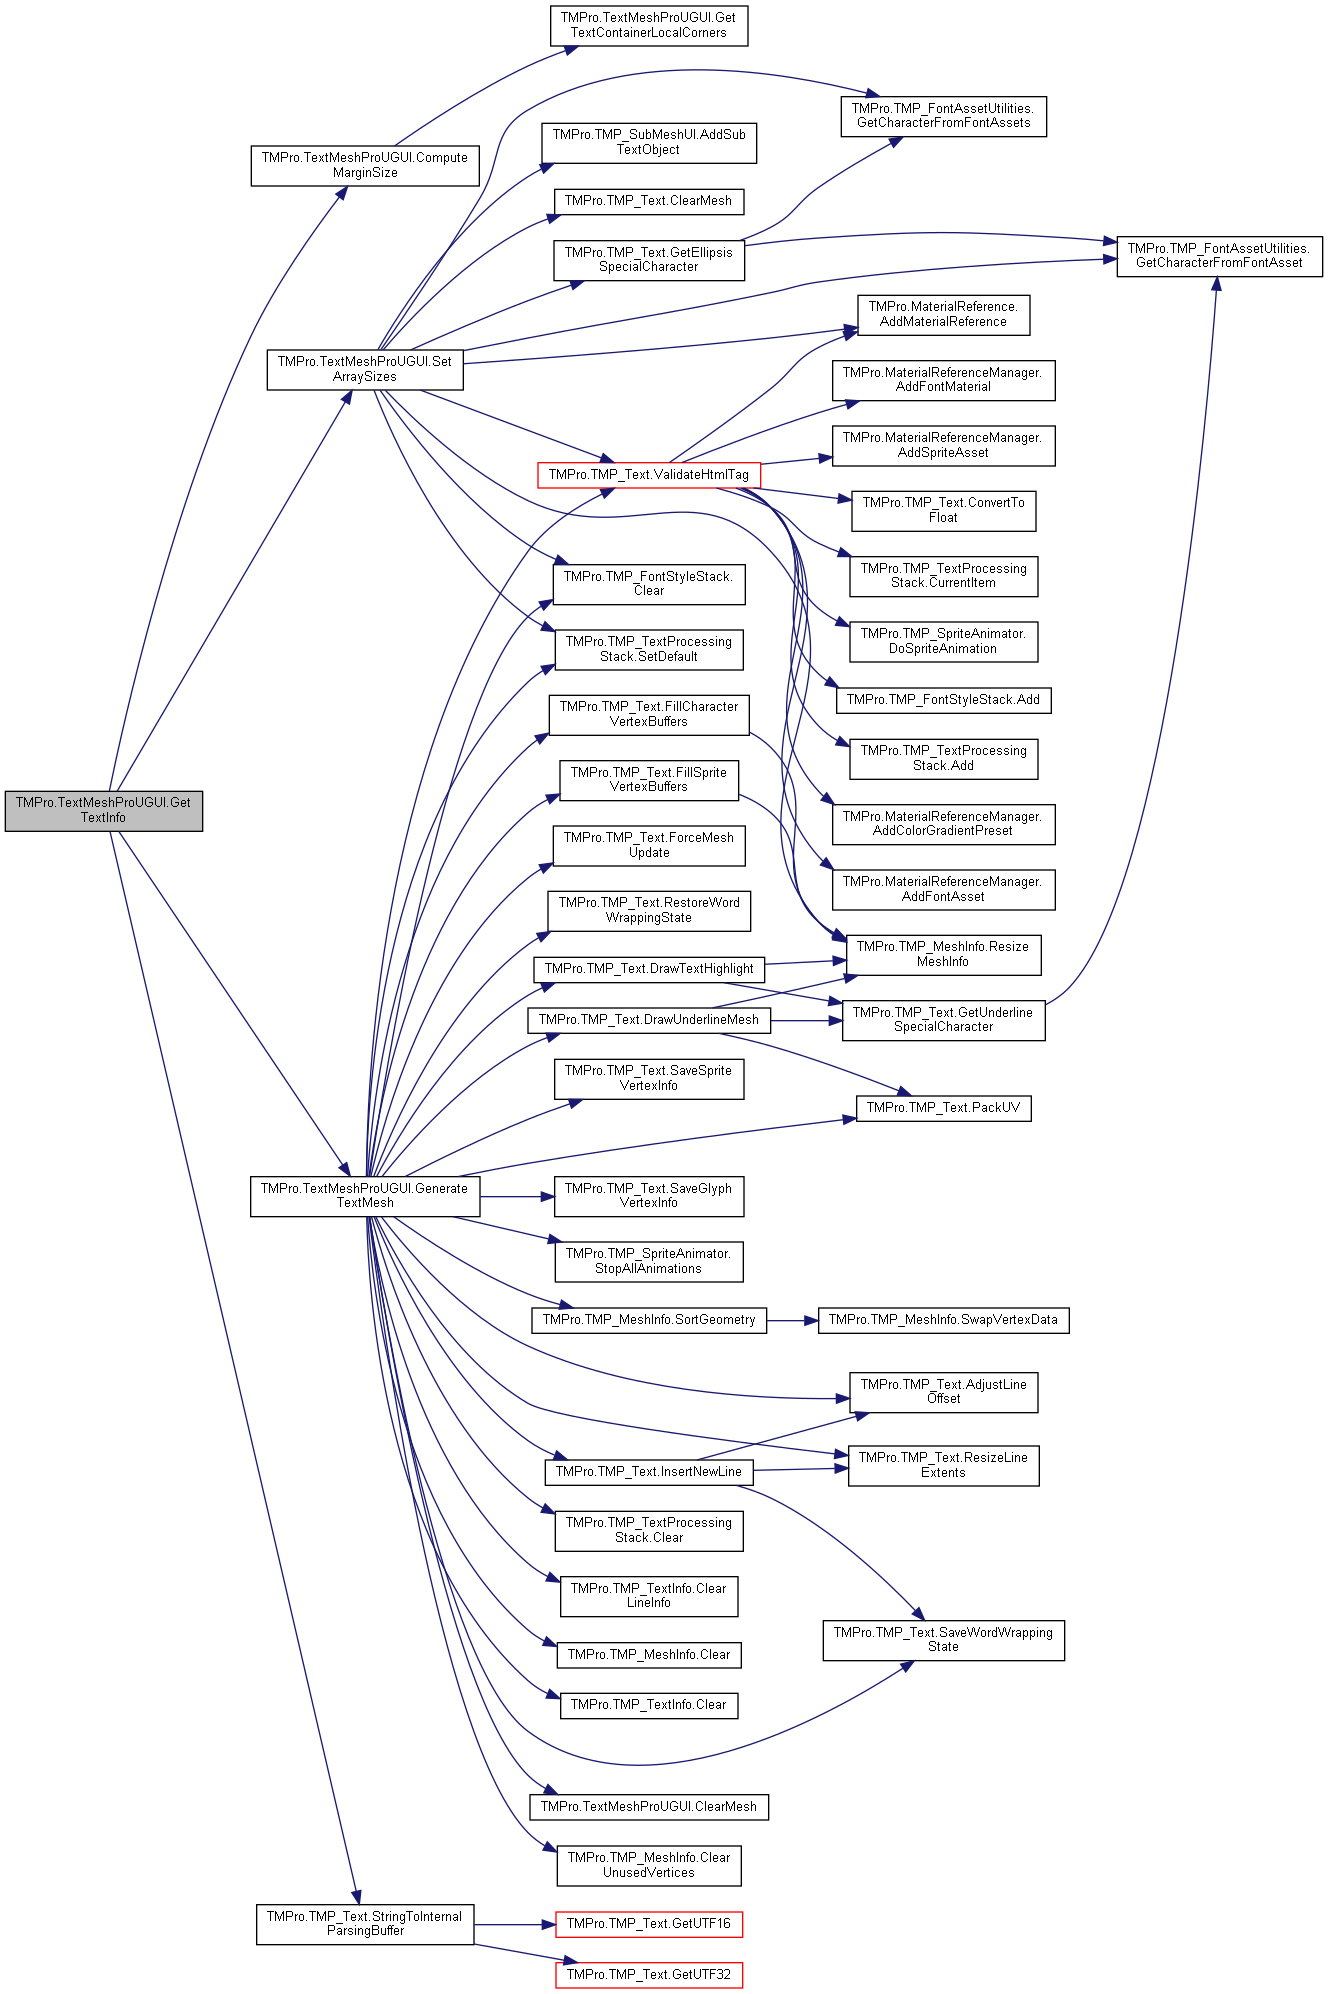 TMPro.TextMeshProUGUI.Get
TextContainerLocalCorners
TMPro.TMP_FontAssetUtilities.
GetCharacterFromFontAssets
TMPro.TMP_SubMeshUI.AddSub
TextObject
TMPro.TextMeshProUGUI.Compute
MarginSize
TMPro.TMP_Text.ClearMesh
TMPro.TMP_Text.GetEllipsis
SpecialCharacter
TMPro.TMP_FontAssetUtilities.
GetCharacterFromFontAsset
TMPro.MaterialReference.
AddMaterialReference
TMPro.TextMeshProUGUI.Set
ArraySizes
TMPro.MaterialReferenceManager.
AddFontMaterial
TMPro.MaterialReferenceManager.
AddSpriteAsset
TMPro.TMP_Text.ValidateHtmlTag
TMPro.TMP_Text.ConvertTo
Float
TMPro.TMP_TextProcessing
Stack.CurrentItem
TMPro.TMP_FontStyleStack.
Clear
TMPro.TMP_SpriteAnimator.
DoSpriteAnimation
TMPro.TMP_TextProcessing
Stack.SetDefault
TMPro.TMP_FontStyleStack.Add
TMPro.TMP_Text.FillCharacter
VertexBuffers
TMPro.TMP_TextProcessing
Stack.Add
TMPro.TMP_Text.FillSprite
VertexBuffers
TMPro.TextMeshProUGUI.Get
TextInfo
TMPro.MaterialReferenceManager.
AddColorGradientPreset
TMPro.TMP_Text.ForceMesh
Update
TMPro.MaterialReferenceManager.
AddFontAsset
TMPro.TMP_Text.RestoreWord
WrappingState
TMPro.TMP_MeshInfo.Resize
MeshInfo
TMPro.TMP_Text.DrawTextHighlight
TMPro.TMP_Text.GetUnderline
SpecialCharacter
TMPro.TMP_Text.DrawUnderlineMesh
TMPro.TMP_Text.SaveSprite
VertexInfo
TMPro.TMP_Text.PackUV
TMPro.TextMeshProUGUI.Generate
TextMesh
TMPro.TMP_Text.SaveGlyph
VertexInfo
TMPro.TMP_SpriteAnimator.
StopAllAnimations
TMPro.TMP_MeshInfo.SortGeometry
TMPro.TMP_MeshInfo.SwapVertexData
TMPro.TMP_Text.AdjustLine
Offset
TMPro.TMP_Text.InsertNewLine
TMPro.TMP_Text.ResizeLine
Extents
TMPro.TMP_TextProcessing
Stack.Clear
TMPro.TMP_TextInfo.Clear
LineInfo
TMPro.TMP_Text.SaveWordWrapping
State
TMPro.TMP_MeshInfo.Clear
TMPro.TMP_TextInfo.Clear
TMPro.TextMeshProUGUI.ClearMesh
TMPro.TMP_MeshInfo.Clear
UnusedVertices
TMPro.TMP_Text.StringToInternal
ParsingBuffer
TMPro.TMP_Text.GetUTF16
TMPro.TMP_Text.GetUTF32